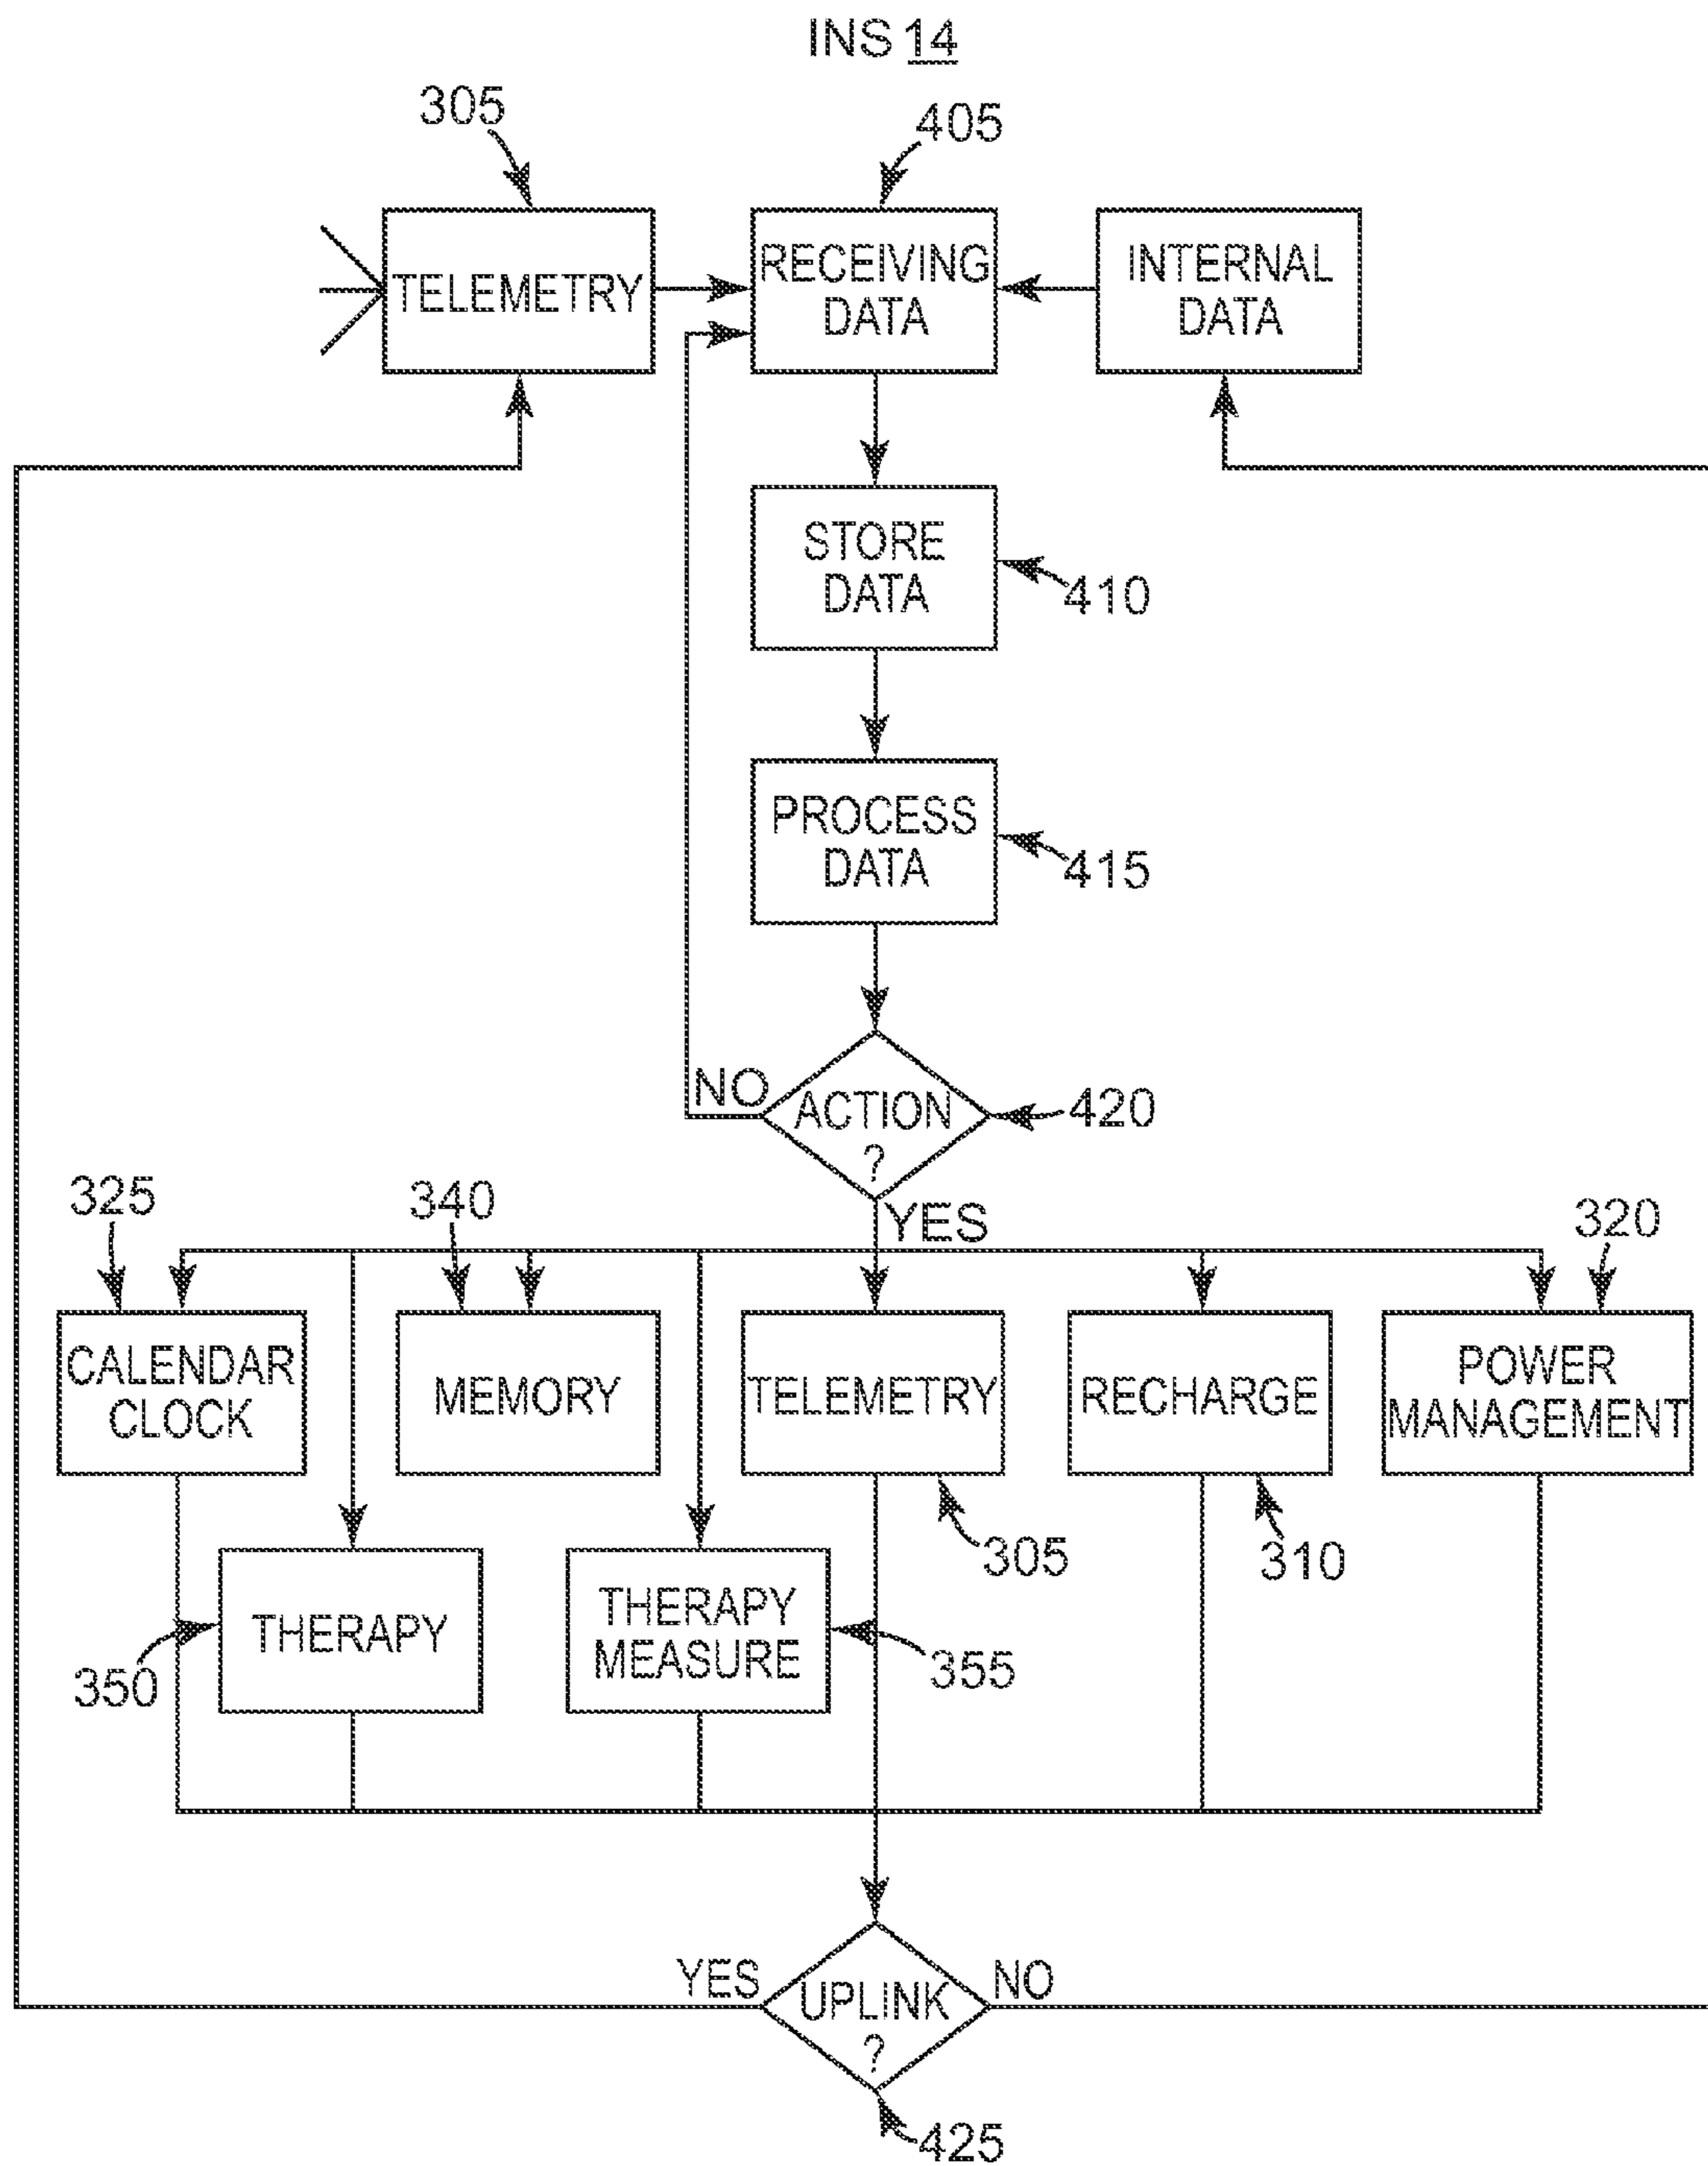 INS 14
305
405
TELEMETRY
RECEIVING
DATA
INTERNAL
DATA
STORE
DATA
410
PROCESS
DATA
415
NO
ACTION
?
420
YES
325
340
320
CALENDAR
CLOCK
MEMORY
TELEMETRY
RECHARGE
POWER
MANAGEMENT
305
310
THERAPY
350
THERAPY
MEASURE
355
YES
UPLINK
?
NO
425